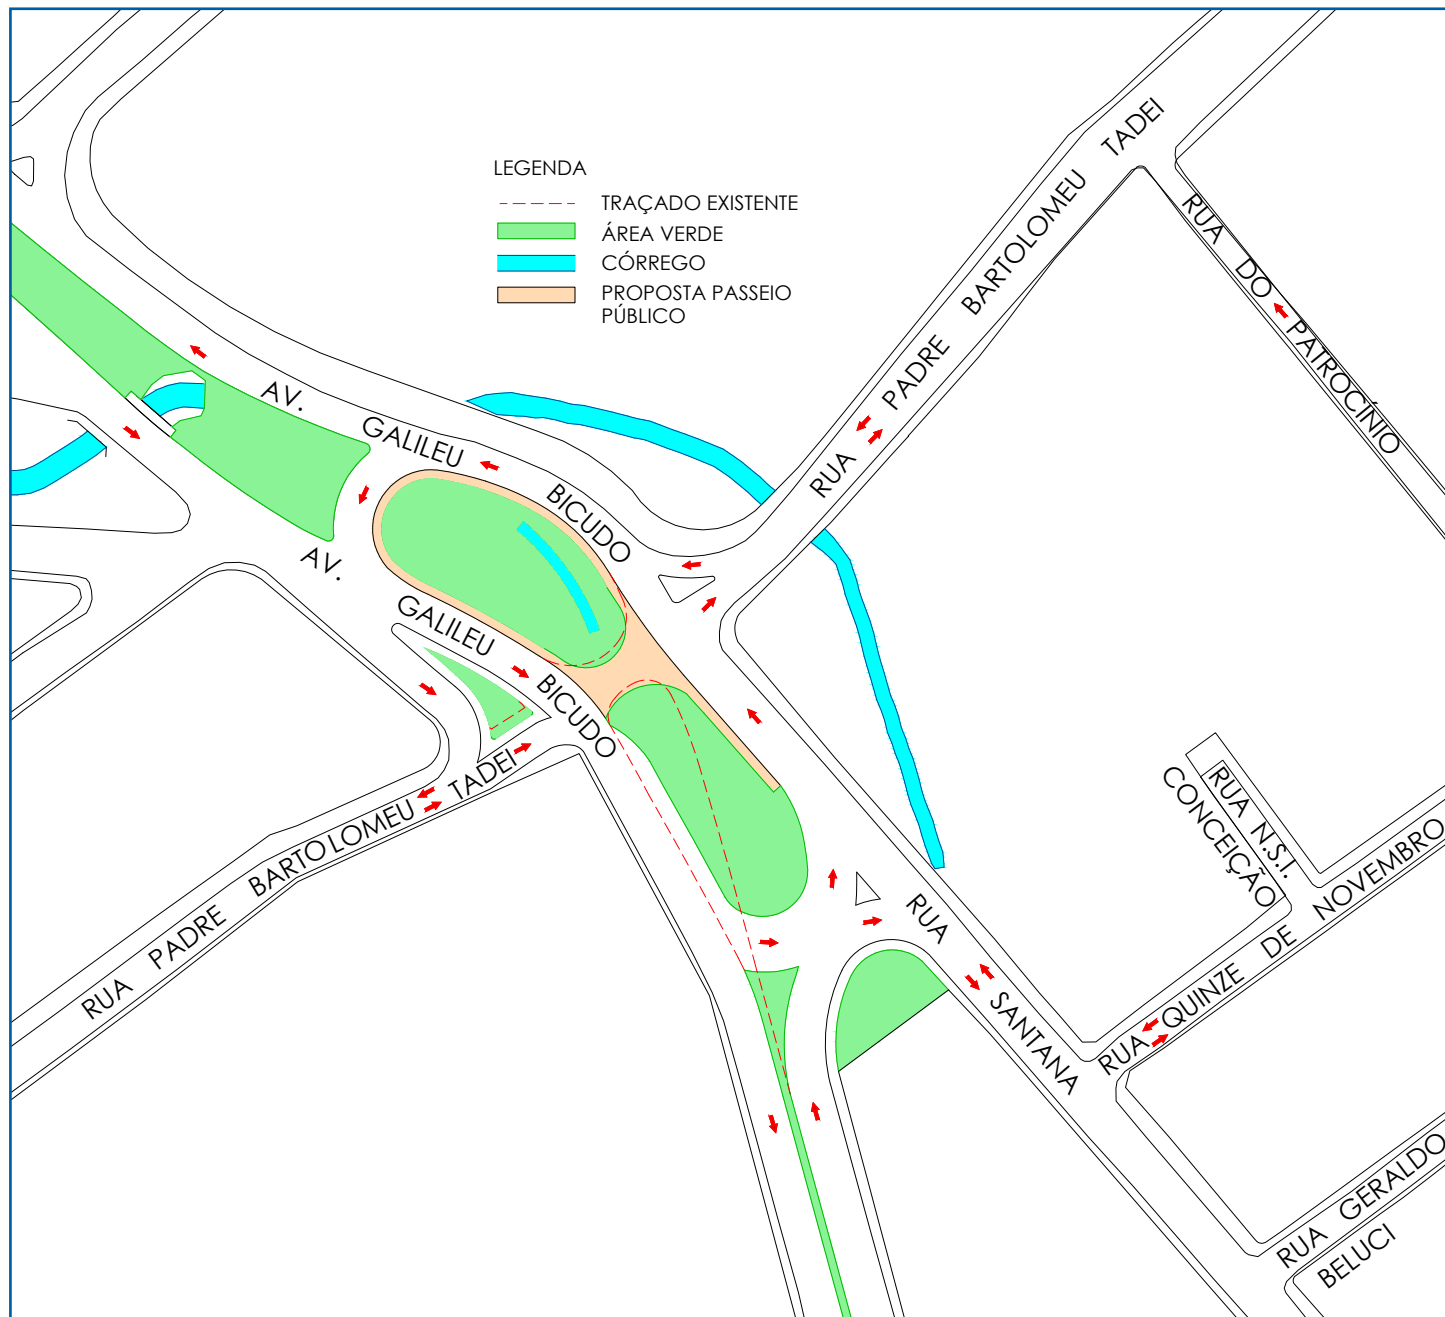 LEGENDA
TRAÇADO EXISTENTE
ÁREA VERDE
CÓRREGO
PROPOSTA PASSEIO
PÚBLICO
RUA PADRE BARTOLOMEU TADEI
RUA DO PATROCÍNIO
AV. GALILEU BICUDO
AV. GALILEU BICUDO
RUA PADRE BARTOLOMEU TADEI
RUA SANTANA
RUA N.S.I.
CONCEIÇÃO
RUA QUINZE DE NOVEMBRO
RUA GERALDO
BELUCI